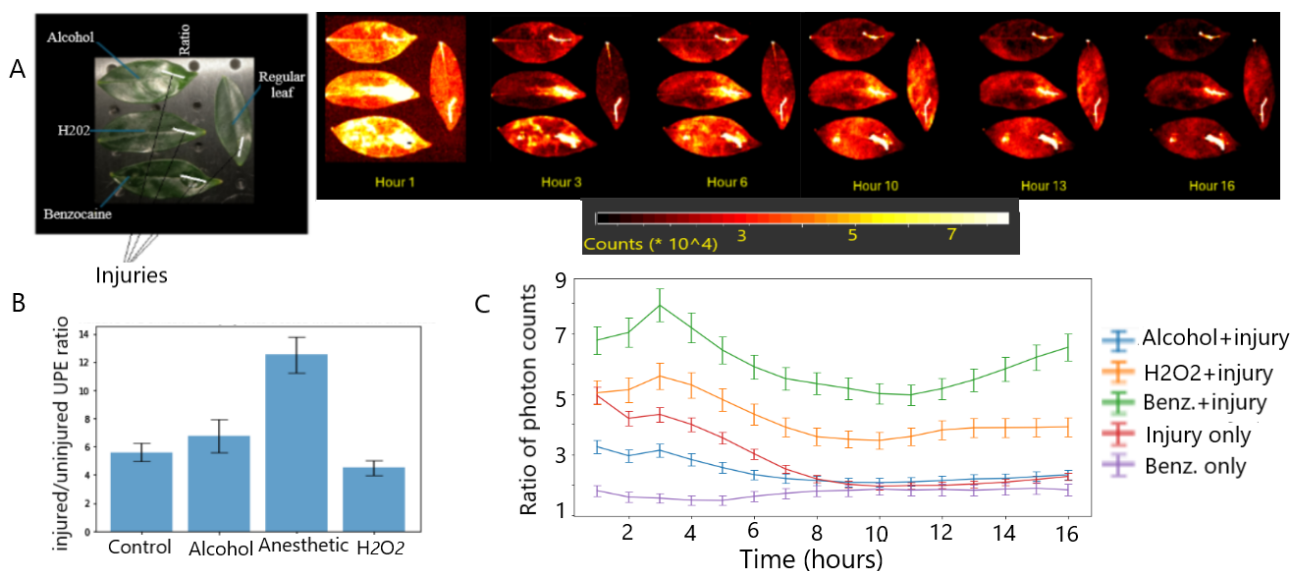 A
Alcohol
Ratio
Regular
leaf
H202
Benzocaine
Injuries
Hour 1
Hour 3
Hour 6
Hour 10
Hour 13
Hour 16
Counts (* 10^4)
3
5
7
B
injured/uninjured UPE ratio
14
12
10
8
6
4
2
0
Control
Alcohol
Anesthetic
H2O2
C
Ratio of photon counts
9
7
5
3
1
2
4
6
8
10
12
14
16
Time (hours)
Alcohol+injury
H2O2+injury
Benz.+injury
Injury only
Benz. only